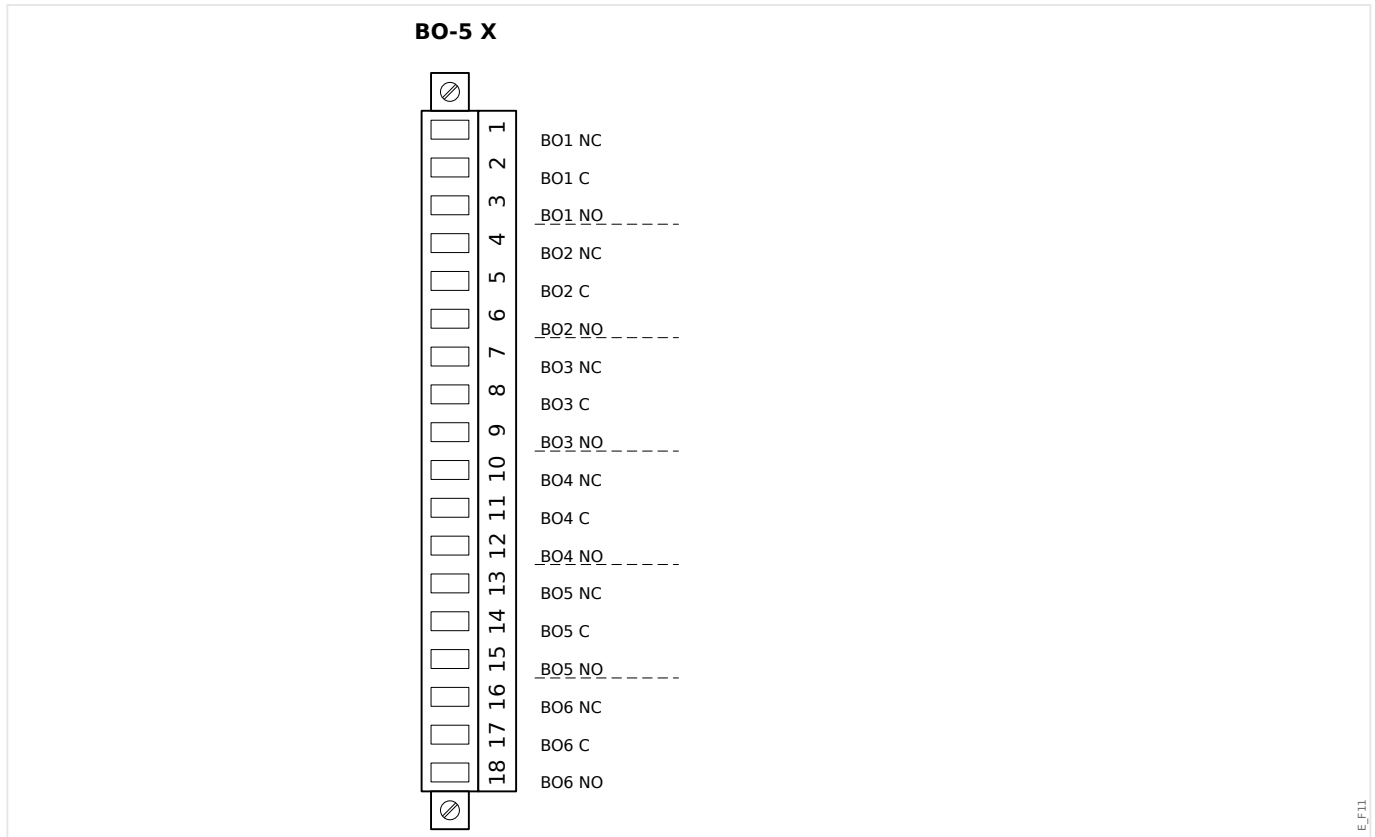 BO-5 X
1 BO1 NC
2 BO1 C
3 BO1 NO
4 BO2 NC
5 BO2 C
6 BO2 NO
7 BO3 NC
8 BO3 C
9 BO3 NO
10 BO4 NC
11 BO4 C
12 BO4 NO
13 BO5 NC
14 BO5 C
15 BO5 NO
16 BO6 NC
17 BO6 C
18 BO6 NO
E_F11